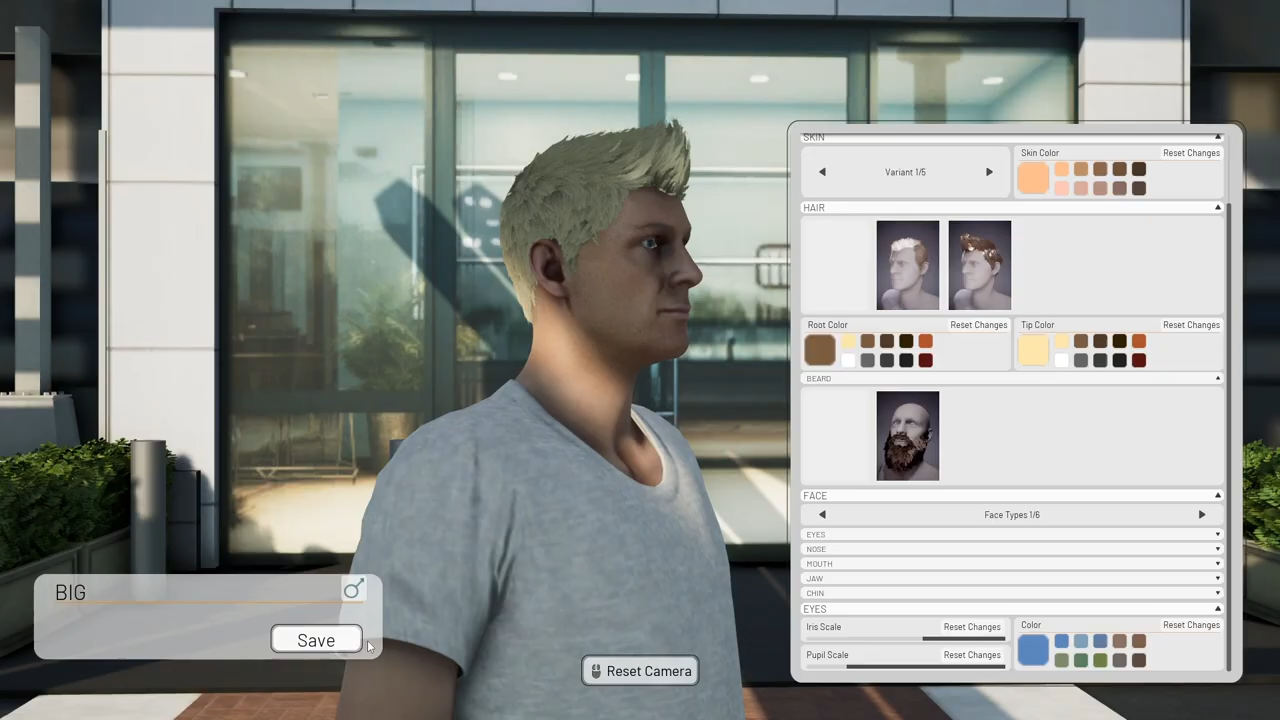 SKIN
Variant 1/5
Skin Color
Reset Changes
HAIR
Root Color
Reset Changes
Tip Color
Reset Changes
BEARD
FACE
Face Types 1/6
EYES
NOSE
MOUTH
JAW
CHIN
EYES
Iris Scale
Reset Changes
Color
Reset Changes
Pupil Scale
Reset Changes
BIG
Save
Reset Camera